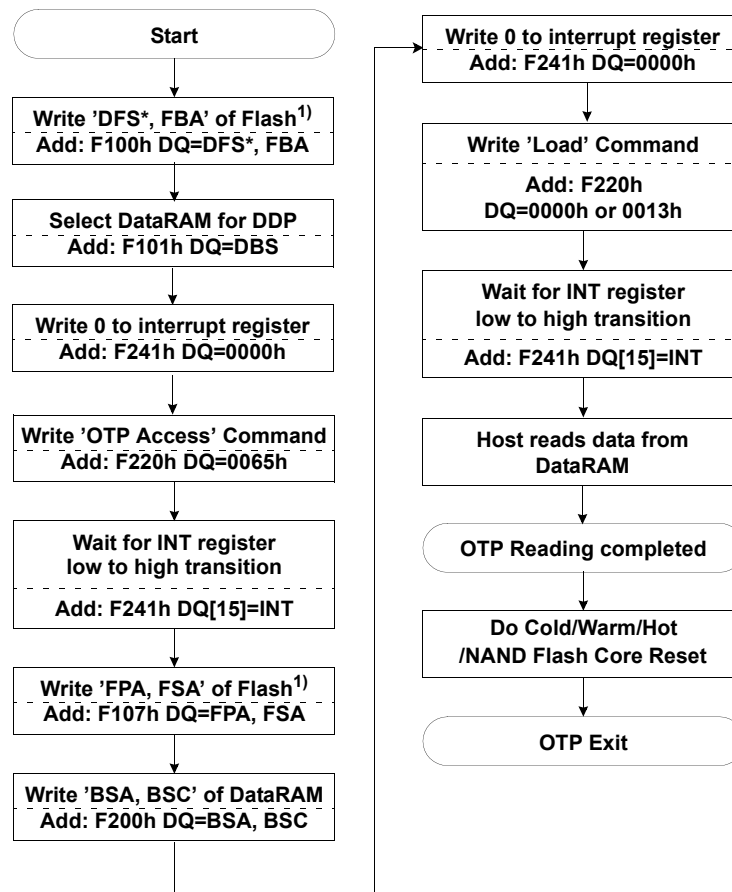 Start
Write 'DFS*, FBA' of Flash1)
Add: F100h DQ=DFS*, FBA
Select DataRAM for DDP
Add: F101h DQ=DBS
Write 0 to interrupt register
Add: F241h DQ=0000h
Write 'OTP Access' Command
Add: F220h DQ=0065h
Wait for INT register
low to high transition
Add: F241h DQ[15]=INT
Write 'FPA, FSA' of Flash1)
Add: F107h DQ=FPA, FSA
Write 'BSA, BSC' of DataRAM
Add: F200h DQ=BSA, BSC
Write 0 to interrupt register
Add: F241h DQ=0000h
Write 'Load' Command
Add: F220h
DQ=0000h or 0013h
Wait for INT register
low to high transition
Add: F241h DQ[15]=INT
Host reads data from
DataRAM
OTP Reading completed
Do Cold/Warm/Hot
/NAND Flash Core Reset
OTP Exit